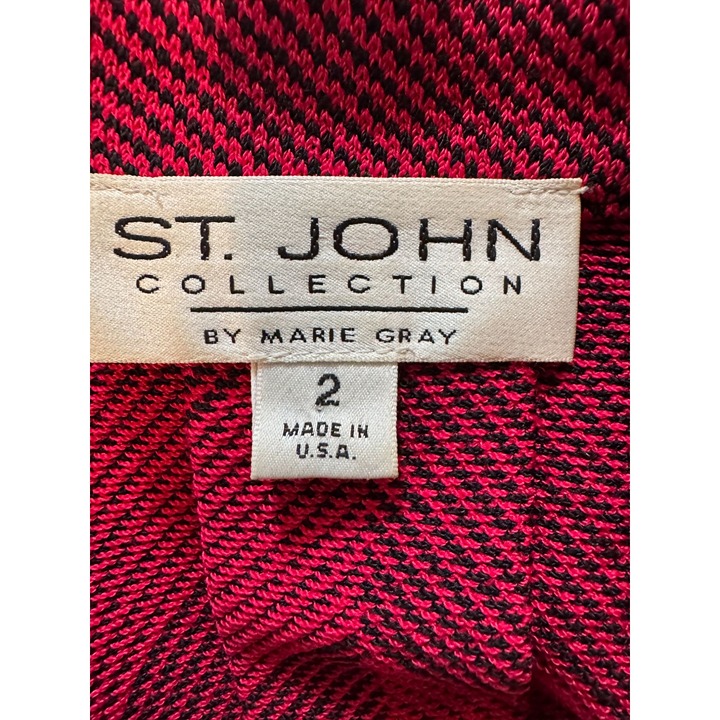 ST. JOHN
COLLECTION
BY MARIE GRAY
2
MADE IN
U.S.A.